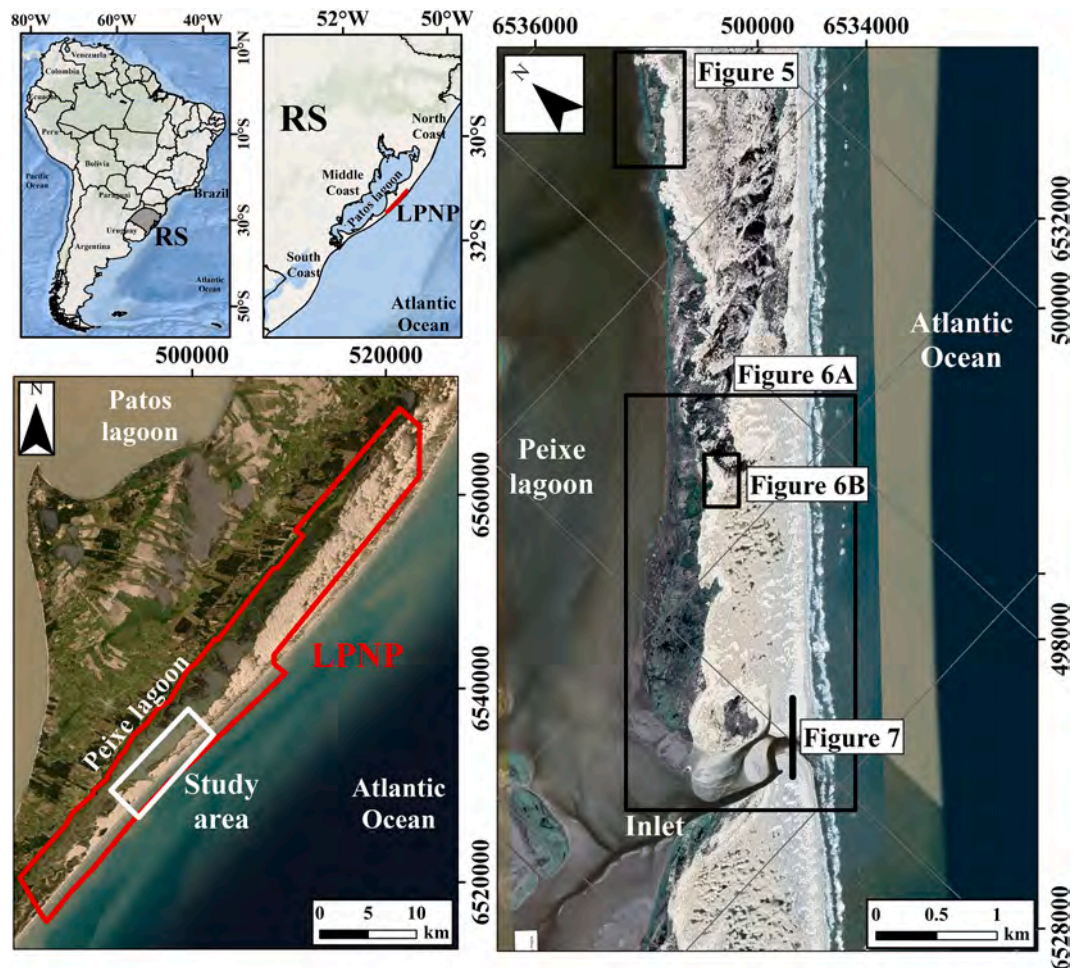 80°W
60°W
40°W
10°N
10°S
30°S
50°S
Venezuela
Colombia
Ecuador
Peru
Bolivia
Paraguay
Uruguay
Argentina
Brazil
RS
Pacific
Ocean
Atlantic
Ocean
52°W
50°W
30°S
32°S
RS
North
Coast
Middle
Coast
Patos lagoon
LPNP
South
Coast
Atlantic
Ocean
500000
520000
6560000
6540000
6520000
N
Patos
lagoon
Peixe lagoon
LPNP
Study
area
Atlantic
Ocean
0 5 10
km
6536000
500000
6534000
6532000
500000
498000
6528000
N
Figure 5
Figure 6A
Figure 6B
Figure 7
Peixe
lagoon
Atlantic
Ocean
Inlet
0 0.5 1
km